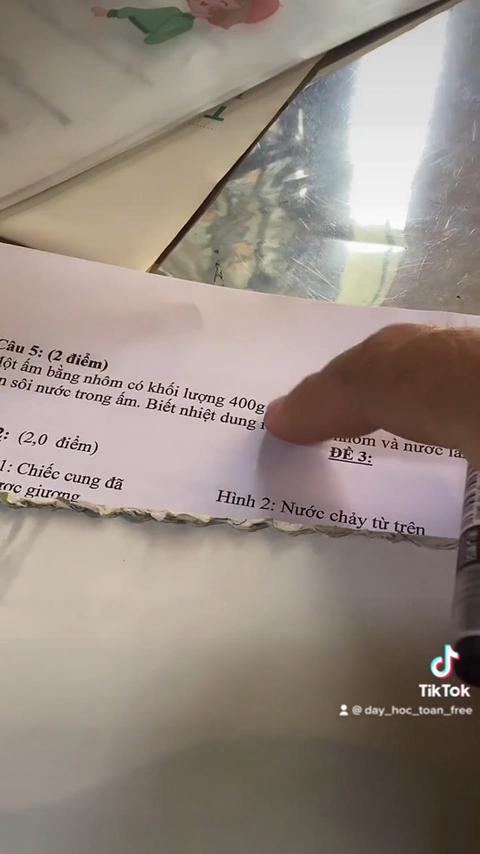 Câu 5: (2 điểm)
Một ấm bằng nhôm có khối lượng 400g
sôi nước trong ấm. Biết nhiệt dung
nhôm và nước
ĐỀ 3:
(2,0 điểm)
1: Chiếc cung đã
giương
Hình 2: Nước chảy từ trên
TikTok
@day_hoc_toan_free